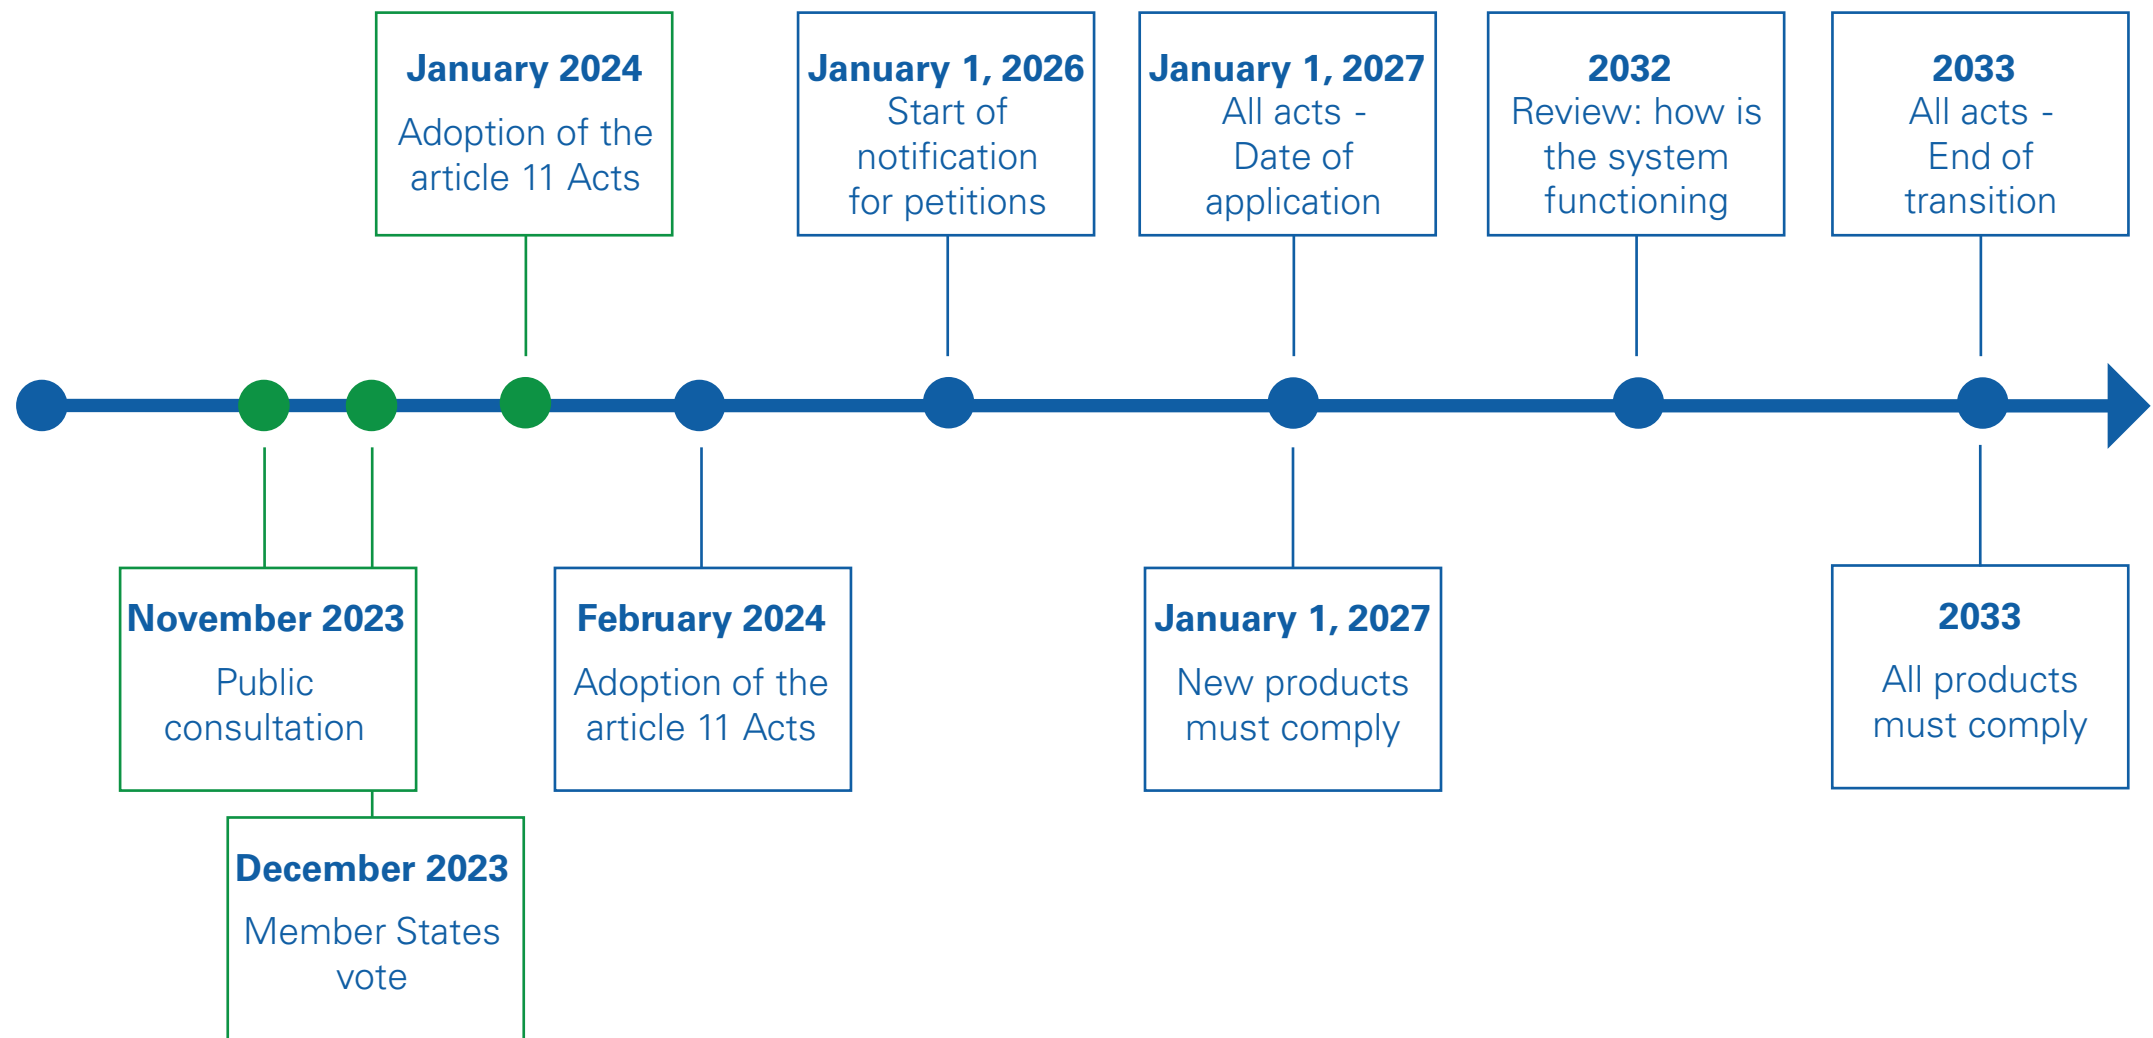 January 2024
Adoption of the
article 11 Acts
January 1, 2026
Start of
notification
for petitions
January 1, 2027
All acts -
Date of
application
2032
Review: how is
the system
functioning
2033
All acts -
End of
transition
November 2023
Public
consultation
December 2023
Member States
vote
February 2024
Adoption of the
article 11 Acts
January 1, 2027
New products
must comply
2033
All products
must comply